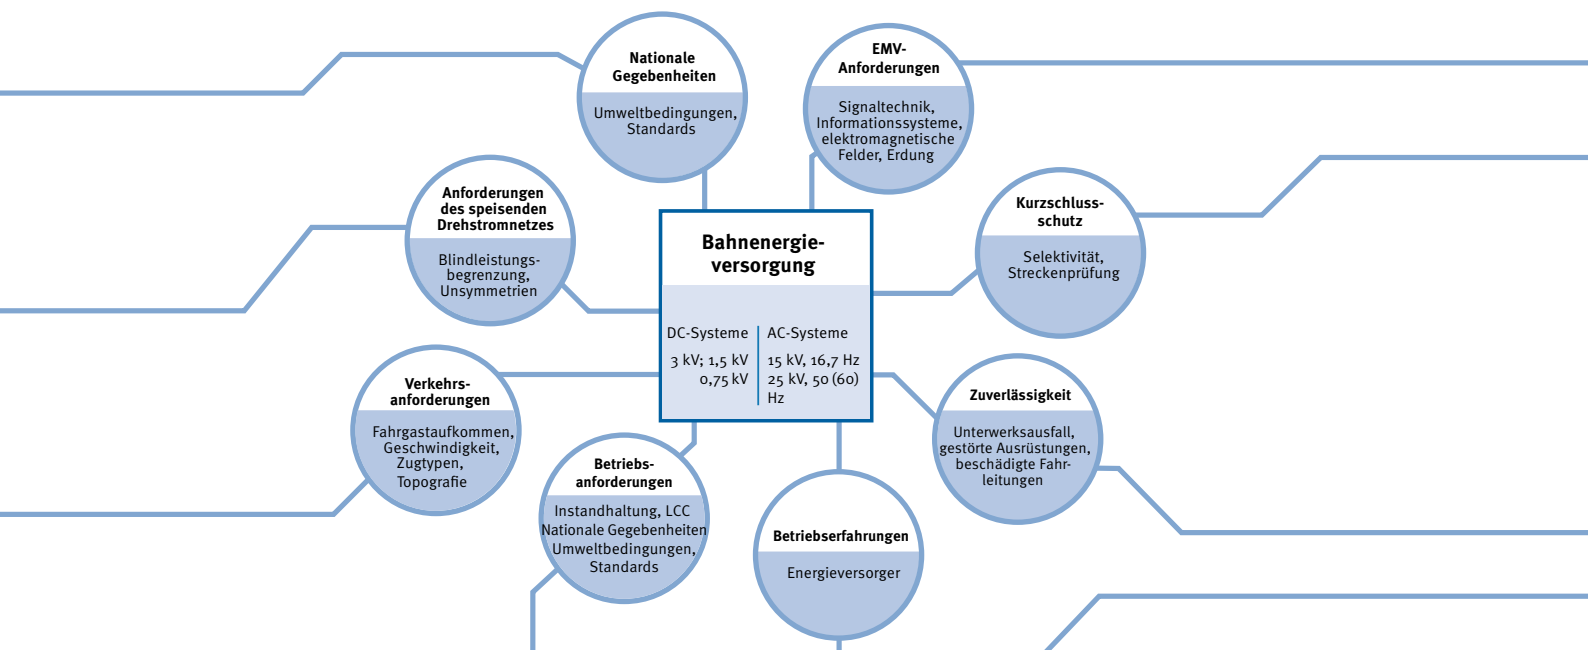 Nationale
Gegebenheiten
Umweltbedingungen,
Standards
EMV-
Anforderungen
Signaltechnik,
Informationssysteme,
elektromagnetische
Felder, Erdung
Anforderungen
des speisenden
Drehstromnetzes
Blindleistungs-
begrenzung,
Unsymmetrien
Kurzschluss-
schutz
Selektivität,
Streckenprüfung
Bahnenergie-
versorgung
DC-Systeme
3 kV; 1,5 kV
0,75 kV
AC-Systeme
15 kV, 16,7 Hz
25 kV, 50 (60)
Hz
Verkehrs-
anforderungen
Fahrgastaufkommen,
Geschwindigkeit,
Zugtypen,
Topografie
Zuverlässigkeit
Unterwerksausfall,
gestörte Ausrüstungen,
beschädigte Fahr-
leitungen
Betriebs-
anforderungen
Instandhaltung, LCC
Nationale Gegebenheiten
Umweltbedingungen,
Standards
Betriebserfahrungen
Energieversorger